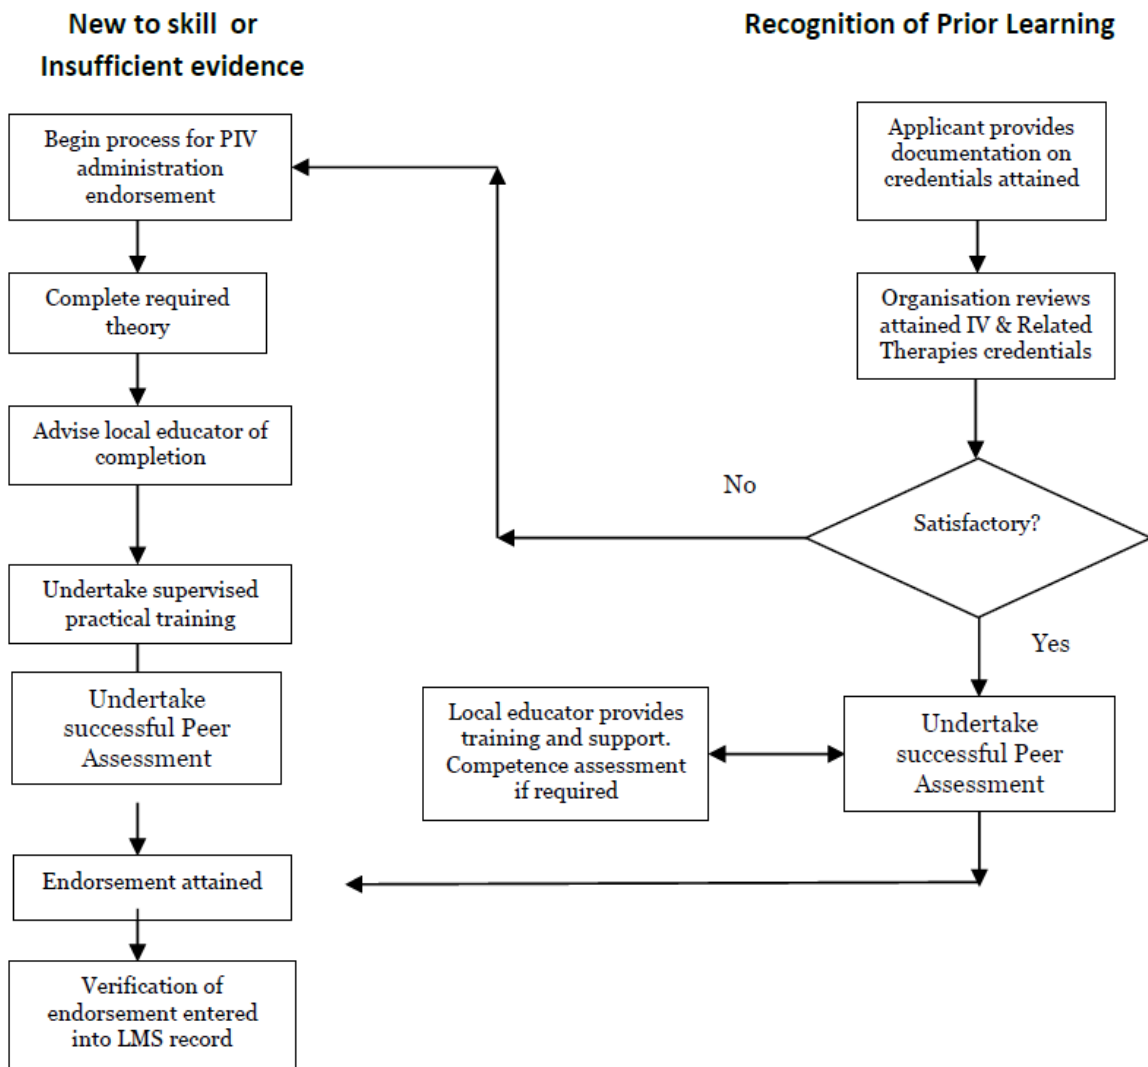 New to skill or
Insufficient evidence
Begin process for PIV
administration
endorsement
Complete required
theory
Advise local educator of
completion
Undertake supervised
practical training
Undertake
successful Peer
Assessment
Endorsement attained
Verification of
endorsement entered
into LMS record
Recognition of Prior Learning
Applicant provides
documentation on
credentials attained
Organisation reviews
attained IV & Related
Therapies credentials
Satisfactory?
No
Yes
Local educator provides
training and support.
Competence assessment
if required
Undertake
successful Peer
Assessment